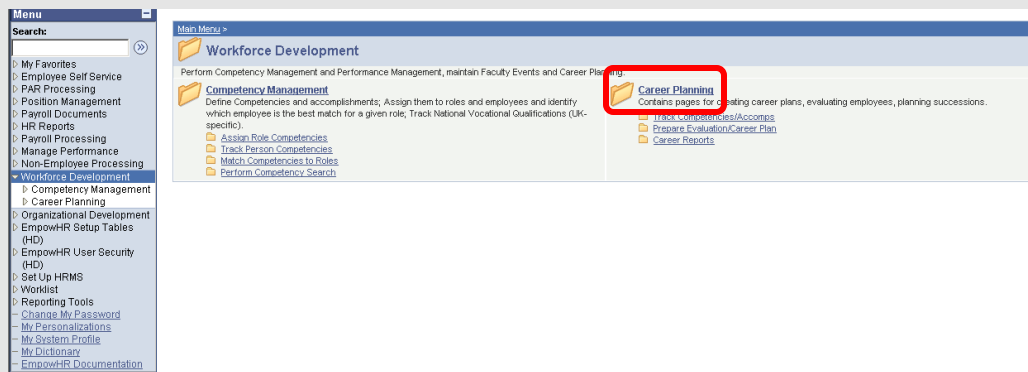 Menu
Search:
My Favorites
Employee Self Service
PAR Processing
Position Management
Payroll Documents
HR Reports
Payroll Processing
Manage Performance
Non-Employee Processing
Workforce Development
Competency Management
Career Planning
Organizational Development
EmpowHR Setup Tables
(HD)
EmpowHR User Security
(HD)
Set Up HRMS
Worklist
Reporting Tools
Change My Password
My Personalizations
My System Profile
My Dictionary
EmpowHR Documentation
Main Menu >
Workforce Development
Perform Competency Management and Performance Management, maintain Faculty Events and Career Planning.
Competency Management
Define Competencies and accomplishments; Assign them to roles and employees and identify
which employee is the best match for a given role; Track National Vocational Qualifications (UK-
specific).
Assign Role Competencies
Track Person Competencies
Match Competencies to Roles
Perform Competency Search
Career Planning
Contains pages for creating career plans, evaluating employees, planning successions.
Track Competencies/Accomps
Prepare Evaluation/Career Plan
Career Reports